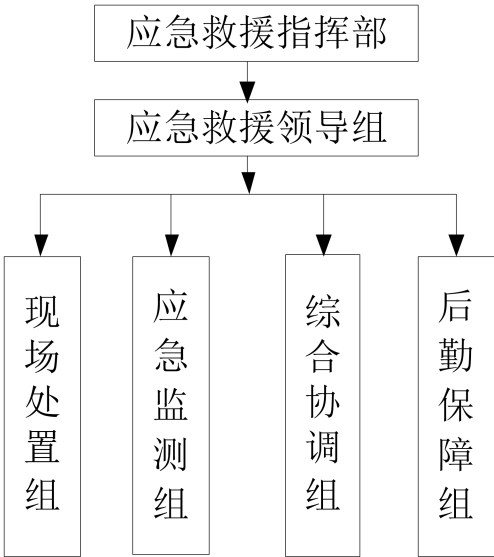 应急救援指挥部
应急救援领导组
现场处置组
应急监测组
综合协调组
后勤保障组